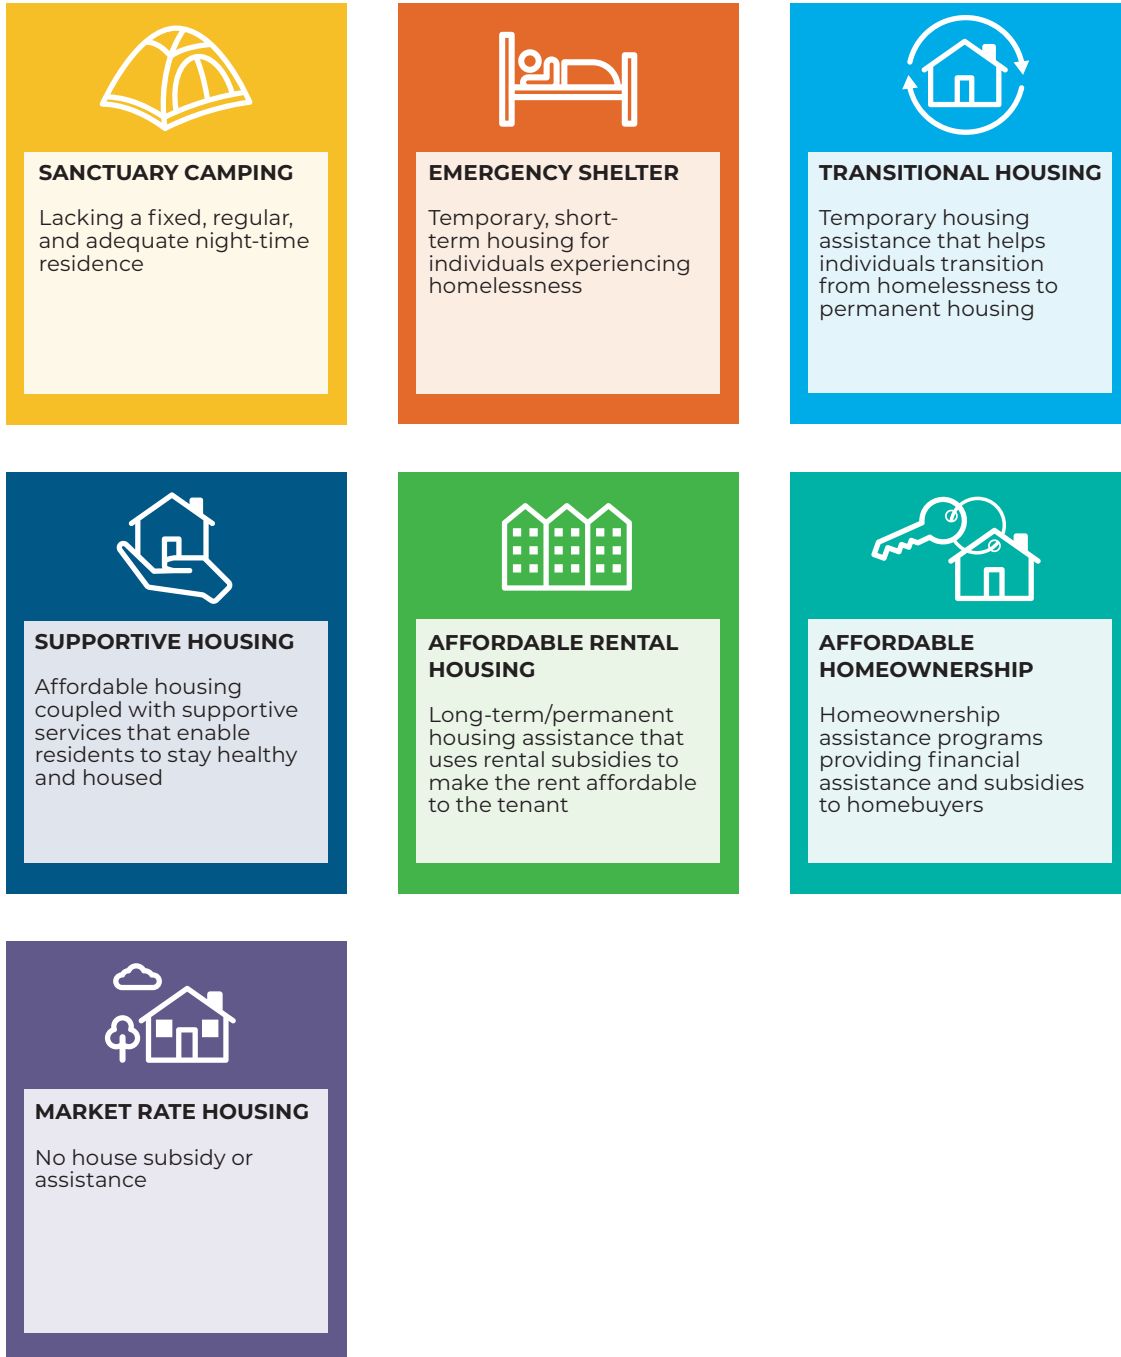 SANCTUARY CAMPING
Lacking a fixed, regular,
and adequate night-time
residence
EMERGENCY SHELTER
Temporary, short-
term housing for
individuals experiencing
homelessness
TRANSITIONAL HOUSING
Temporary housing
assistance that helps
individuals transition
from homelessness to
permanent housing
SUPPORTIVE HOUSING
Affordable housing
coupled with supportive
services that enable
residents to stay healthy
and housed
AFFORDABLE RENTAL
HOUSING
Long-term/permanent
housing assistance that
uses rental subsidies to
make the rent affordable
to the tenant
AFFORDABLE
HOMEOWNERSHIP
Homeownership
assistance programs
providing financial
assistance and subsidies
to homebuyers
MARKET RATE HOUSING
No house subsidy or
assistance